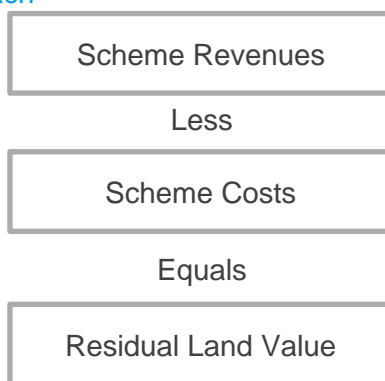 Scheme Revenues
Less
Scheme Costs
Equals
Residual Land Value